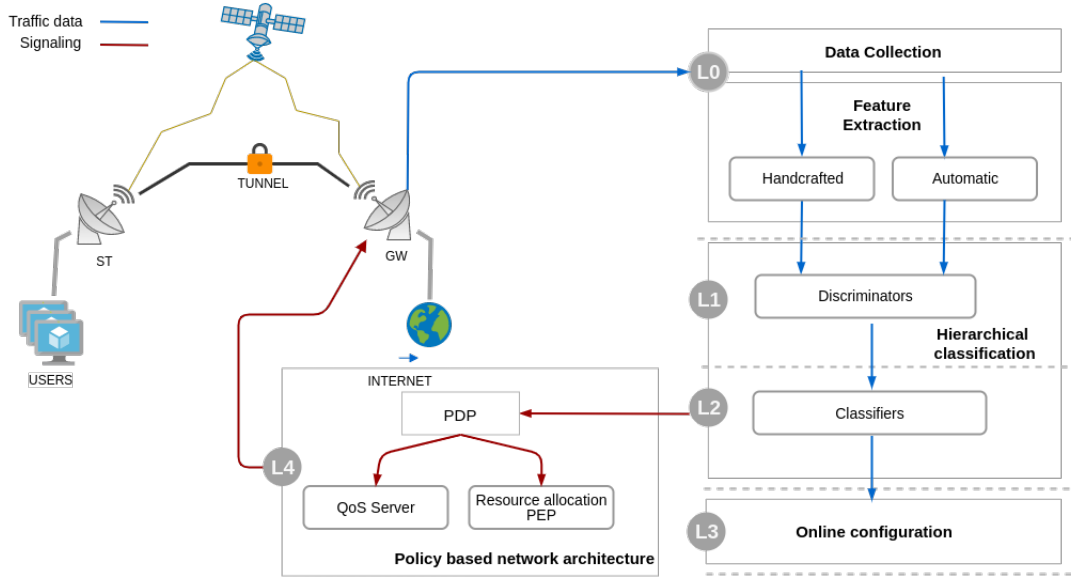 Traffic data
Signaling
TUNNEL
ST
GW
USERS
INTERNET
L0
Data Collection
Feature
Extraction
Handcrafted
Automatic
L1
Discriminators
Hierarchical
classification
L2
Classifiers
L3
Online configuration
L4
PDP
QoS Server
Resource allocation
PEP
Policy based network architecture